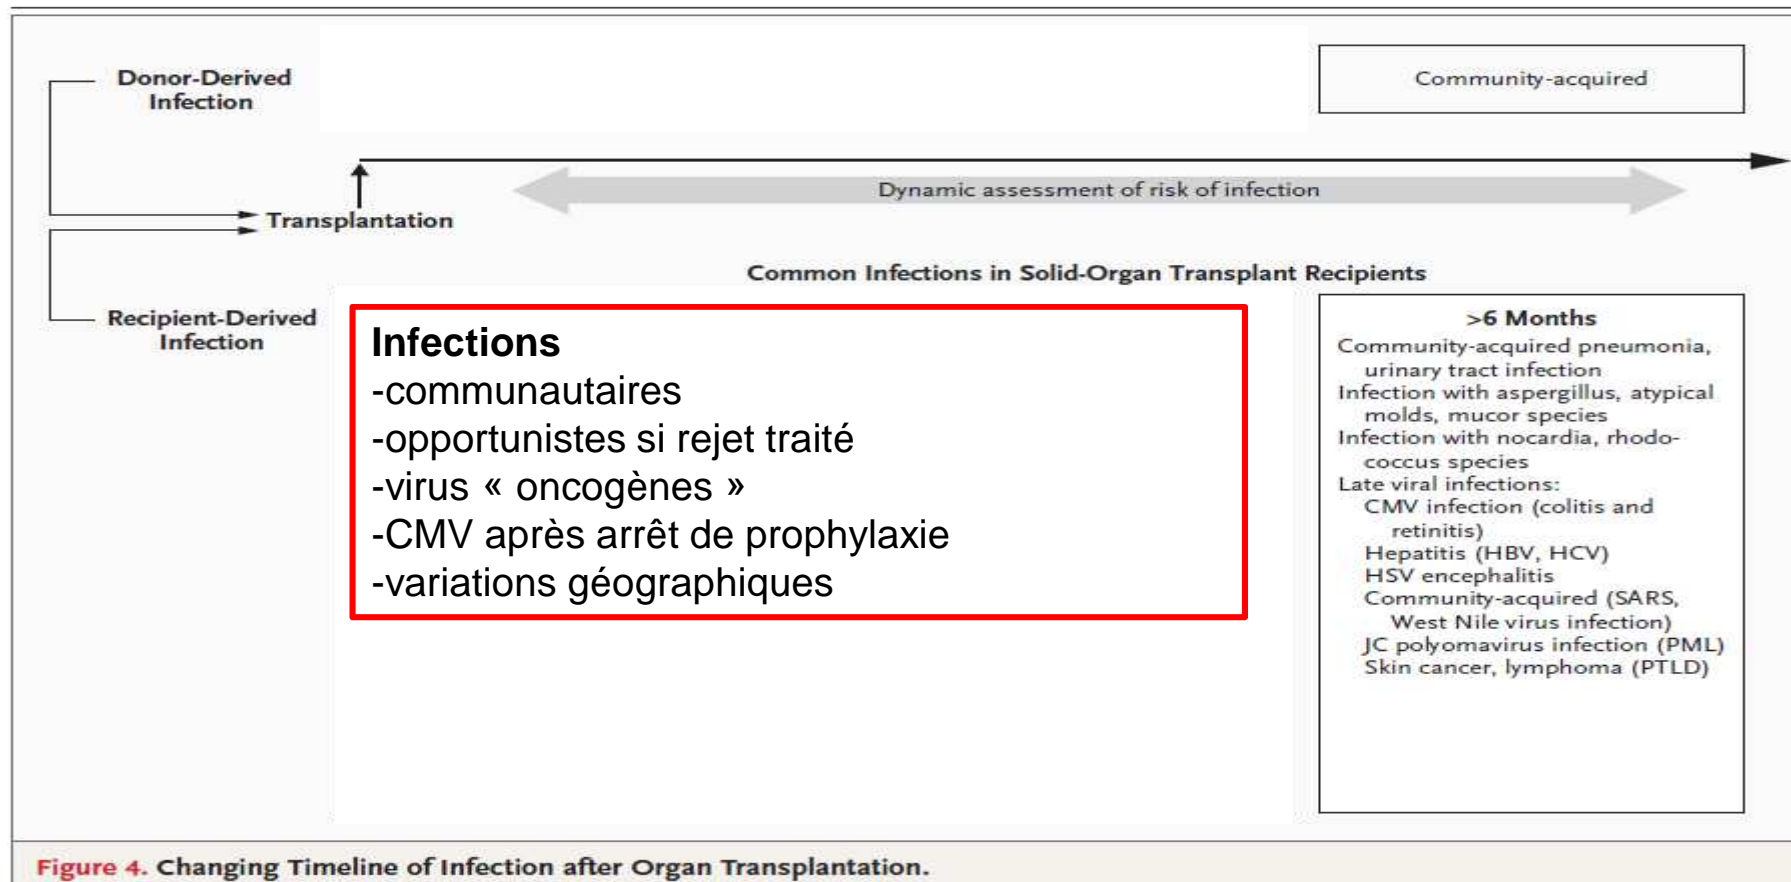 Donor-Derived
Infection
Community-acquired
Dynamic assessment of risk of infection
Transplantation
Common Infections in Solid-Organ Transplant Recipients
Recipient-Derived
Infection
Infections
-communautaires
-opportunistes si rejet traité
-virus « oncogènes »
-CMV après arrêt de prophylaxie
-variations géographiques
>6 Months
Community-acquired pneumonia,
urinary tract infection
Infection with aspergillus, atypical
molds, mucor species
Infection with nocardia, rhodo-
coccus species
Late viral infections:
CMV infection (colitis and
retinitis)
Hepatitis (HBV, HCV)
HSV encephalitis
Community-acquired (SARS,
West Nile virus infection)
JC polyomavirus infection (PML)
Skin cancer, lymphoma (PTLD)
Figure 4. Changing Timeline of Infection after Organ Transplantation.